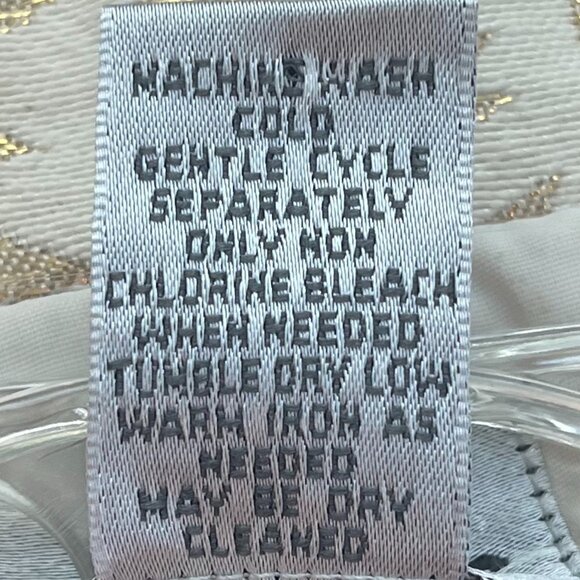 MACHINE WASH
COLD
GENTLE CYCLE
SEPARATELY
ONLY NON
CHLORINE BLEACH
WHEN NEEDED
TUMBLE DRY LOW
WARM IRON AS
NEEDED
MAY BE DRY
CLEANED